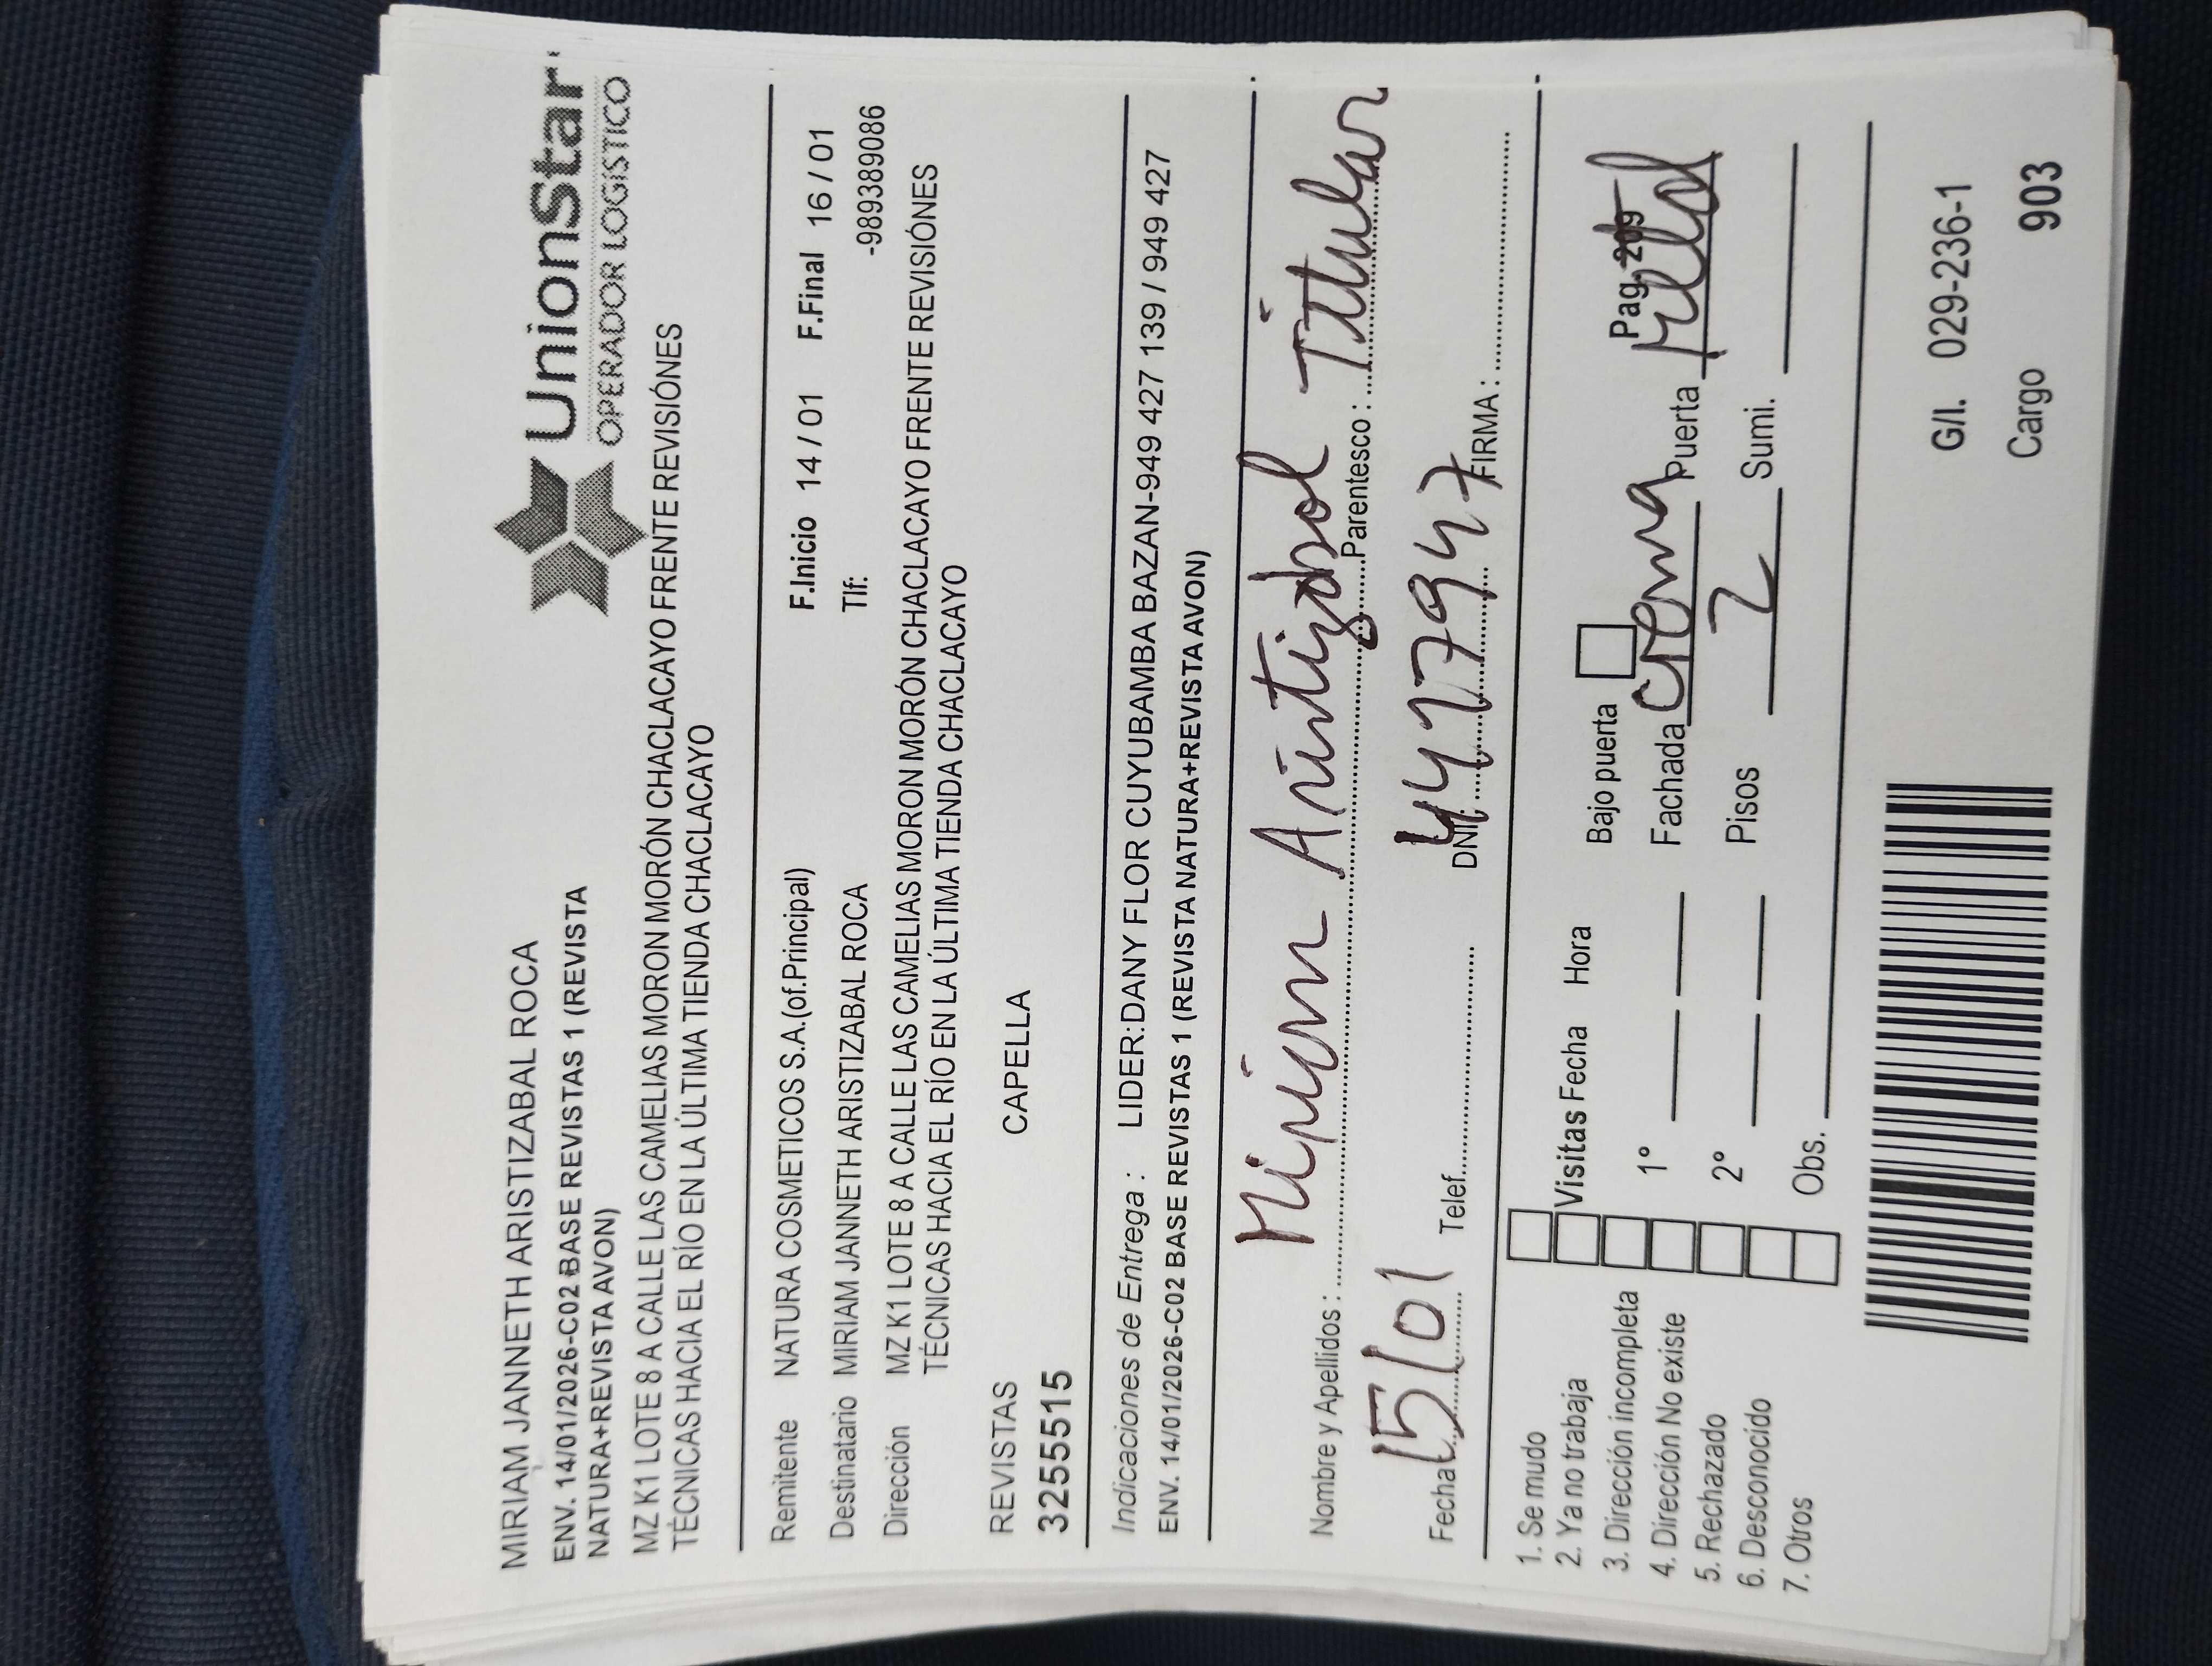 MIRIAM JANNETH ARISTIZABAL ROCA
ENV. 14/01/2026-C02 BASE REVISTAS 1 (REVISTA
NATURA+REVISTA AVON)
UnionStar
OPERADOR LOGÍSTICO
MZ K1 LOTE 8 A CALLE LAS CAMELIAS MORON MORÓN CHACLACAYO FRENTE REVISIÓNES
TÉCNICAS HACIA EL RÍO EN LA ÚLTIMA TIENDA CHACLACAYO
Remitente NATURA COSMETICOS S.A.(of.Principal) F.Inicio 14 / 01 F.Final 16 / 01
Destinatario MIRIAM JANNETH ARISTIZABAL ROCA Tlf: -989389086
Dirección MZ K1 LOTE 8 A CALLE LAS CAMELIAS MORON MORÓN CHACLACAYO FRENTE REVISIÓNES
TÉCNICAS HACIA EL RÍO EN LA ÚLTIMA TIENDA CHACLACAYO
REVISTAS CAPELLA
3255515
Indicaciones de Entrega : LIDER:DANY FLOR CUYUBAMBA BAZAN-949 427 139 / 949 427
ENV. 14/01/2026-C02 BASE REVISTAS 1 (REVISTA NATURA+REVISTA AVON)
Nombre y Apellidos : Miriam Parentesco : Titular
Fecha 15/01 Telef. DNI: 44177947 FIRMA :
1. Se mudo
2. Ya no trabaja Visitas Fecha Hora Bajo puerta Pag. 209
3. Dirección incompleta
4. Dirección No existe 1° Fachada crema Puerta Metal
5. Rechazado
6. Desconocido 2° Pisos 2 Sumi.
7. Otros Obs.
G/I. 029-236-1
Cargo 903